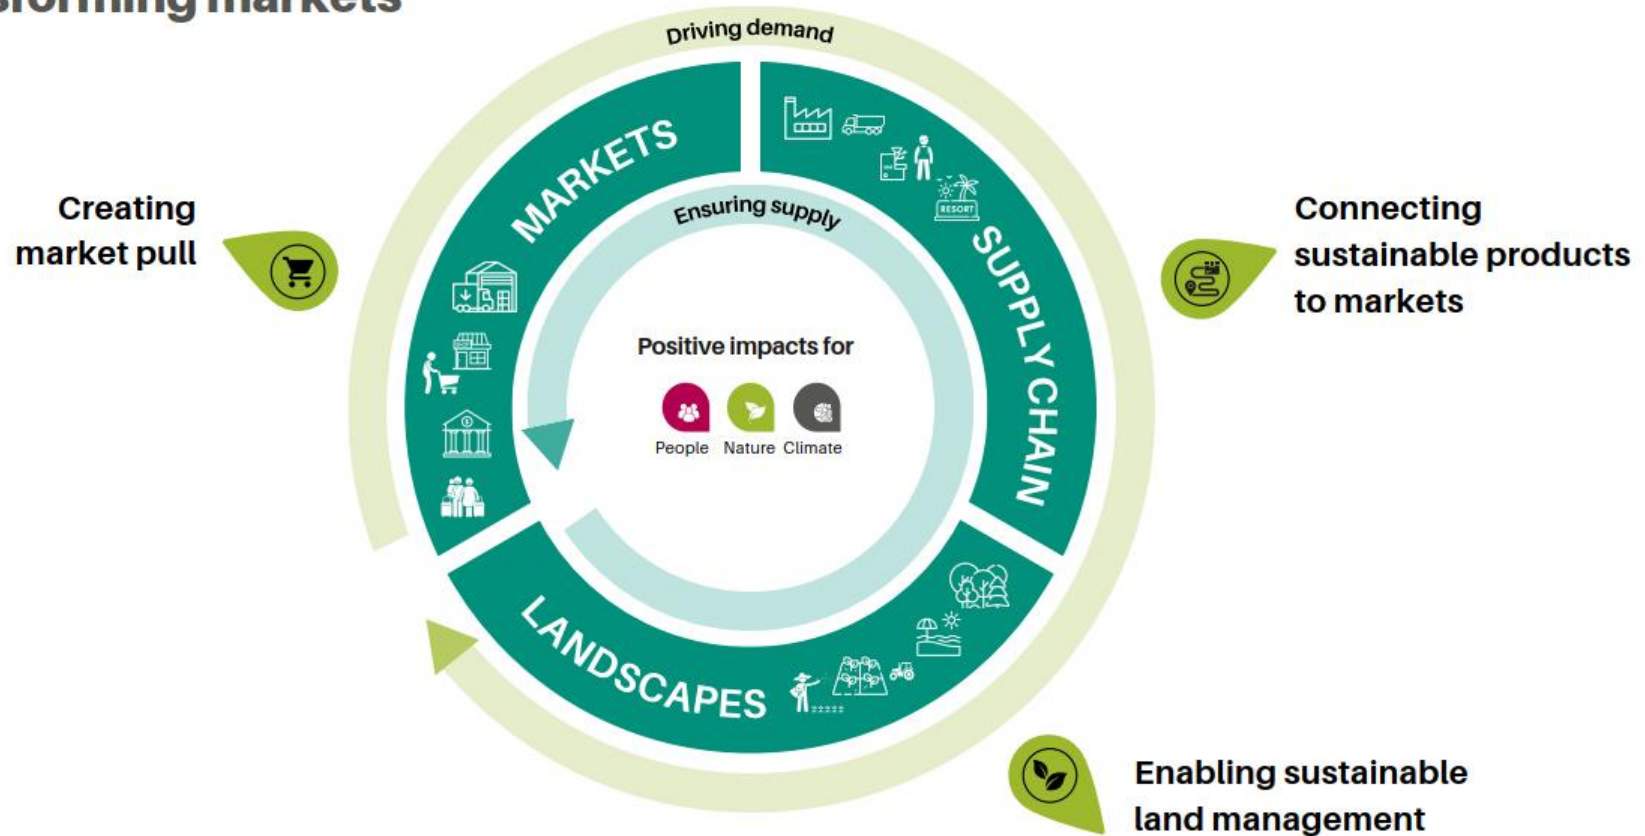 markets
Driving demand
MARKETS
Ensuring supply
RESORT
SUPPLY CHAIN
Creating
market pull
Connecting
sustainable products
to markets
Positive impacts for
People Nature Climate
LANDSCAPES
Enabling sustainable
land management